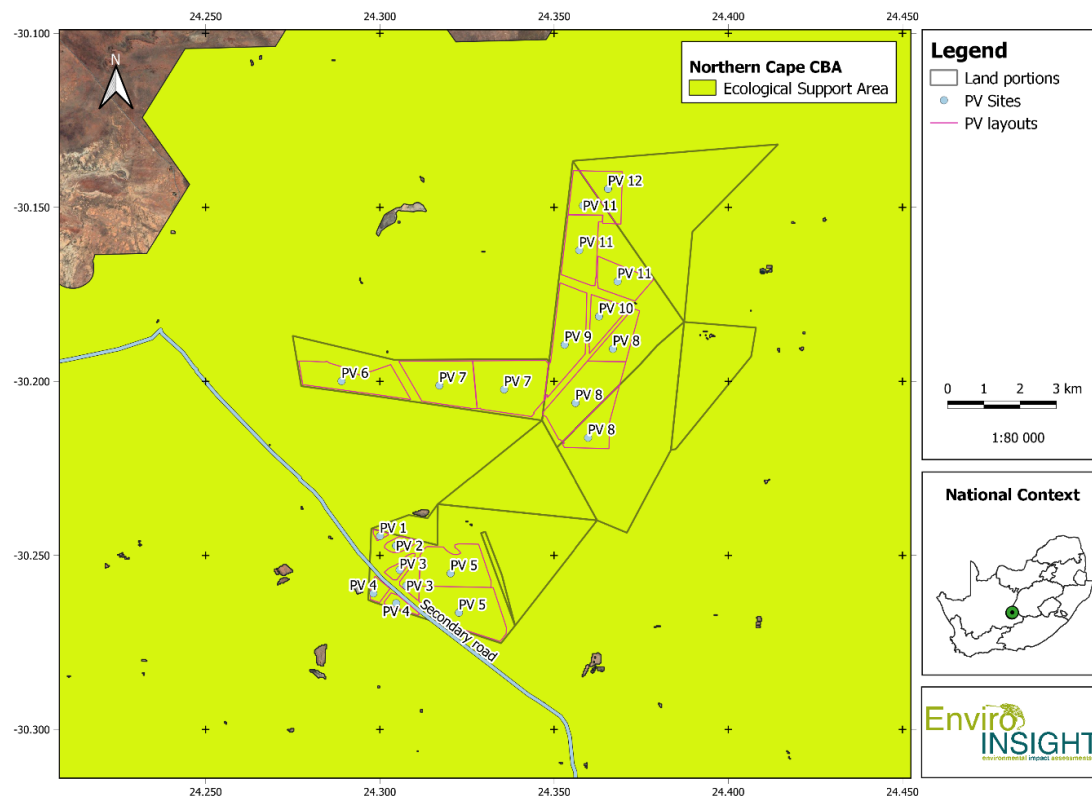 24.250 24.300 24.350 24.400 24.450
-30.100
-30.150
-30.200
-30.250
-30.300
N
Northern Cape CBA
Ecological Support Area
PV 12
PV 11
PV 11
PV 11
PV 10
PV 9
PV 8
PV 6
PV 7
PV 7
PV 8
PV 8
PV 1
PV 2
PV 3
PV 5
PV 3
PV 4
PV 4
PV 5
Secondary road
24.250 24.300 24.350 24.400 24.450
Legend
Land portions
PV Sites
PV layouts
0 1 2 3 km
1:80 000
National Context
Enviro
INSIGHT
environmental impact assessments